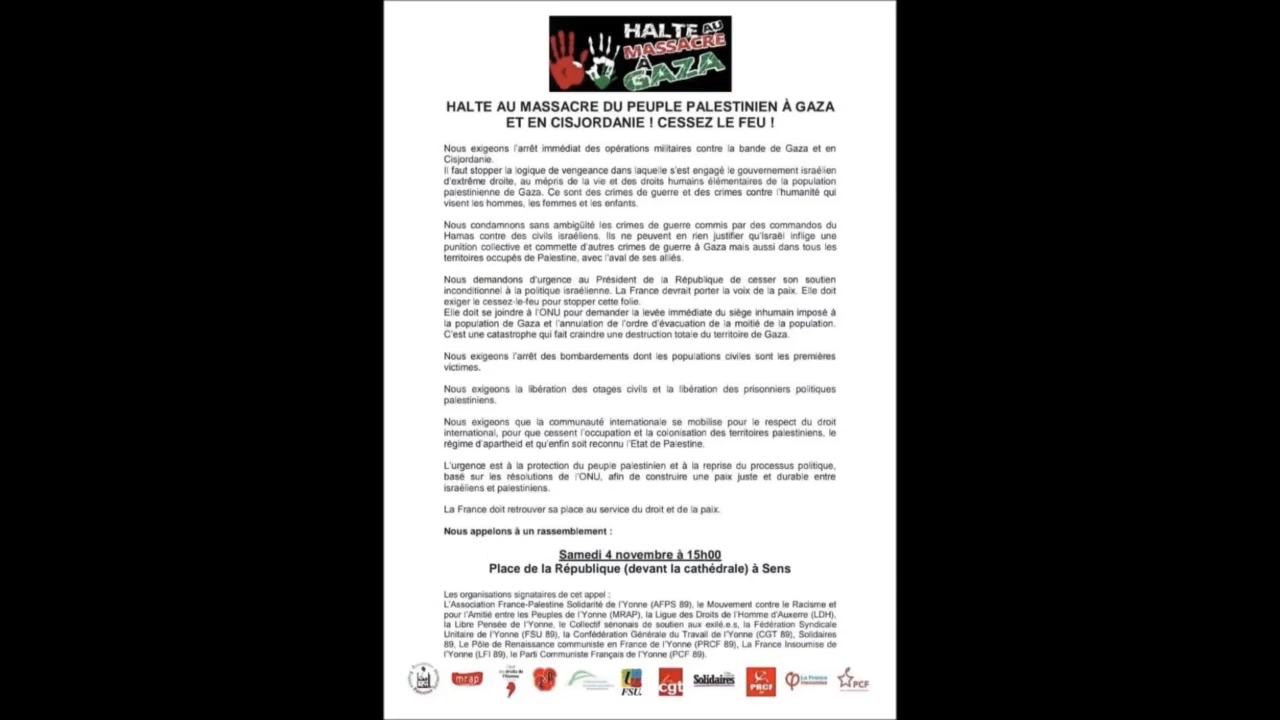 HALTE AU
MASSACRE
À
GAZA
HALTE AU MASSACRE DU PEUPLE PALESTINIEN À GAZA
ET EN CISJORDANIE ! CESSEZ LE FEU !
Nous exigeons l'arrêt immédiat des opérations militaires contre la bande de Gaza et en
Cisjordanie.
Il faut stopper la logique de vengeance dans laquelle s'est engagé le gouvernement israélien
d'extrême droite, au mépris de la vie et des droits humains élémentaires de la population
palestinienne de Gaza. Ce sont des crimes de guerre et des crimes contre l'humanité qui
visent les hommes, les femmes et les enfants.
Nous condamnons sans ambigüité les crimes de guerre commis par des commandos du
Hamas contre des civils israéliens. Ils ne peuvent en rien justifier qu'Israël inflige une
punition collective et commette d'autres crimes de guerre à Gaza mais aussi dans tous les
territoires occupés de Palestine, avec l'aval de ses alliés.
Nous demandons d'urgence au Président de la République de cesser son soutien
inconditionnel à la politique israélienne. La France devrait porter la voix de la paix. Elle doit
exiger le cessez-le-feu pour stopper cette folie.
Elle doit se joindre à l'ONU pour demander la levée immédiate du siège inhumain imposé à
la population de Gaza et l'annulation de l'ordre d'évacuation de la moitié de la population.
C'est une catastrophe qui fait craindre une destruction totale du territoire de Gaza.
Nous exigeons l'arrêt des bombardements dont les populations civiles sont les premières
victimes.
Nous exigeons la libération des otages civils et la libération des prisonniers politiques
palestiniens.
Nous exigeons que la communauté internationale se mobilise pour le respect du droit
international, pour que cessent l'occupation et la colonisation des territoires palestiniens, le
régime d'apartheid et qu'enfin soit reconnu l'Etat de Palestine.
L'urgence est à la protection du peuple palestinien et à la reprise du processus politique,
basé sur les résolutions de l'ONU, afin de construire une paix juste et durable entre
israéliens et palestiniens.
La France doit retrouver sa place au service du droit et de la paix.
Nous appelons à un rassemblement :
Samedi 4 novembre à 15h00
Place de la République (devant la cathédrale) à Sens
Les organisations signataires de cet appel :
L'Association France-Palestine Solidarité de l'Yonne (AFPS 89), le Mouvement contre le Racisme et
pour l'Amitié entre les Peuples de l'Yonne (MRAP), la Ligue des Droits de l'Homme d'Auxerre (LDH),
la Libre Pensée de l'Yonne, le Collectif sénonais de soutien aux exilé.e.s, la Fédération Syndicale
Unitaire de l'Yonne (FSU 89), la Confédération Générale du Travail de l'Yonne (CGT 89), Solidaires
89, Le Pôle de Renaissance communiste en France de l'Yonne (PRCF 89), La France Insoumise de
l'Yonne (LFI 89), le Parti Communiste Français de l'Yonne (PCF 89).
mrap
FSU
cgt
Solidaires
PRCF
La France
insoumise
PCF